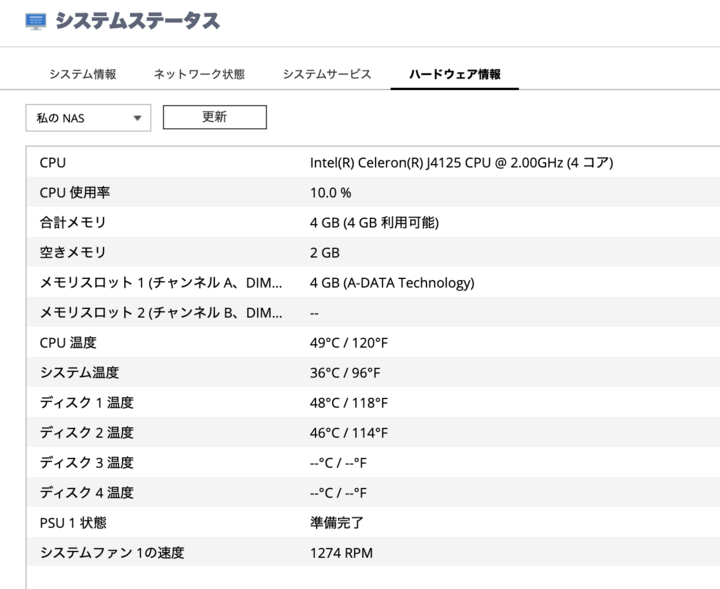 システムステータス
システム情報 ネットワーク状態 システムサービス ハードウェア情報
私の NAS 更新
CPU Intel(R) Celeron(R) J4125 CPU @ 2.00GHz (4 コア)
CPU 使用率 10.0 %
合計メモリ 4 GB (4 GB 利用可能)
空きメモリ 2 GB
メモリスロット 1 (チャンネル A、DIM... 4 GB (A-DATA Technology)
メモリスロット 2 (チャンネル B、DIM... --
CPU 温度 49°C / 120°F
システム温度 36°C / 96°F
ディスク 1 温度 48°C / 118°F
ディスク 2 温度 46°C / 114°F
ディスク 3 温度 --°C / --°F
ディスク 4 温度 --°C / --°F
PSU 1 状態 準備完了
システムファン 1の速度 1274 RPM